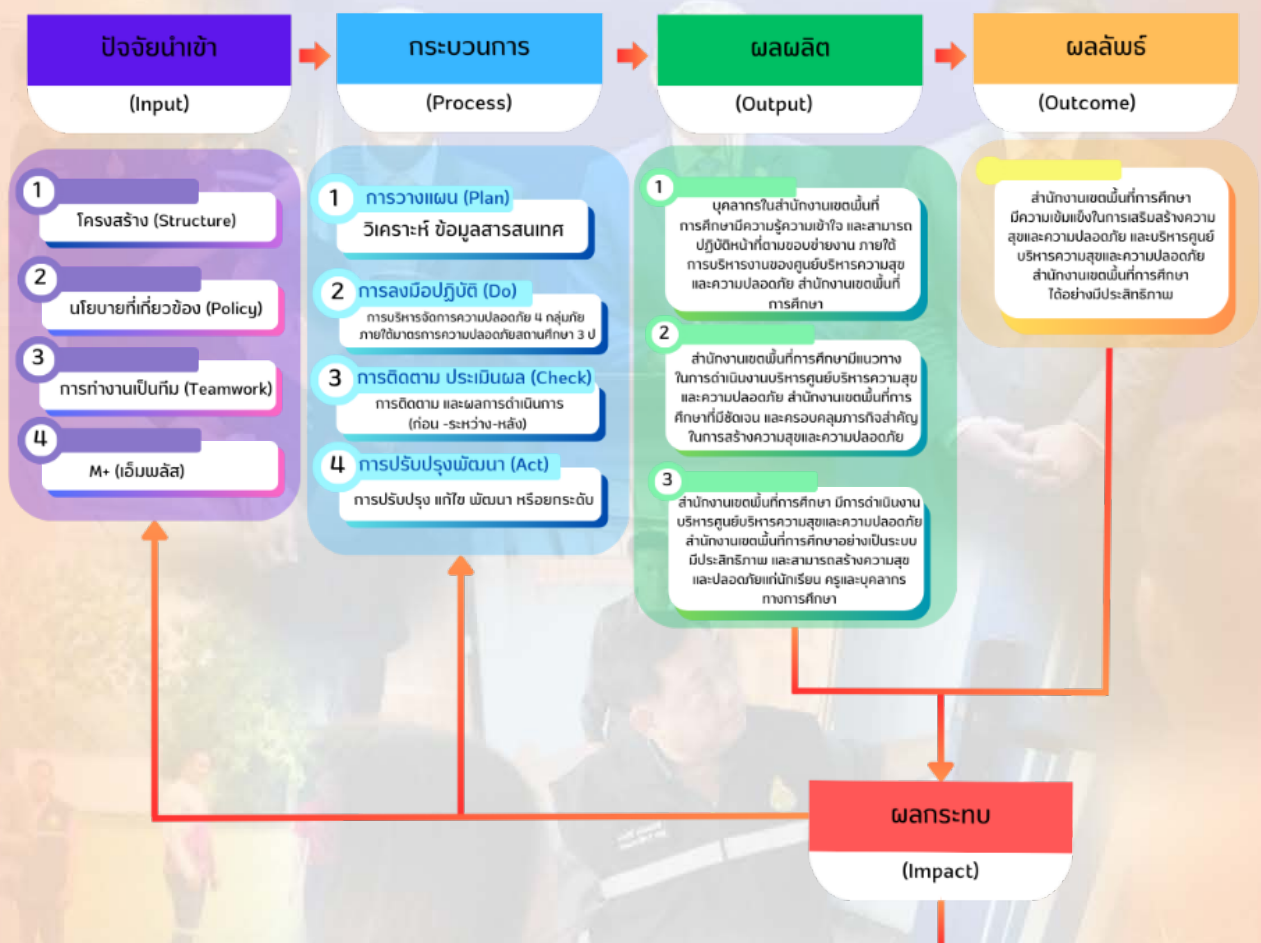 ปัจจัยนำเข้า
(Input)
กระบวนการ
(Process)
ผลผลิต
(Output)
ผลลัพธ์
(Outcome)
1
โครงสร้าง (Structure)
2
นโยบายที่เกี่ยวข้อง (Policy)
3
การทำงานเป็นทีม (Teamwork)
4
M+ (เอ็มพลัส)
1 การวางแผน (Plan)
วิเคราะห์ ข้อมูลสารสนเทศ
2 การลงมือปฏิบัติ (Do)
การบริหารจัดการความปลอดภัย 4 กลุ่มภัย
ภายใต้มาตรการความปลอดภัยสถานศึกษา 3 ป
3 การติดตาม ประเมินผล (Check)
การติดตาม และผลการดำเนินการ
(ก่อน -ระหว่าง-หลัง)
4 การปรับปรุงพัฒนา (Act)
การปรับปรุง แก้ไข พัฒนา หรือยกระดับ
1
บุคลากรในสำนักงานเขตพื้นที่
การศึกษามีความรู้ความเข้าใจ และสามารถ
ปฏิบัติหน้าที่ตามขอบข่ายงาน ภายใต้
การบริหารงานของศูนย์บริหารความสุข
และความปลอดภัย สำนักงานเขตพื้นที่
การศึกษา
2
สำนักงานเขตพื้นที่การศึกษามีแนวทาง
ในการดำเนินงานบริหารศูนย์บริหารความสุข
และความปลอดภัย สำนักงานเขตพื้นที่การ
ศึกษาที่มีชัดเจน และครอบคลุมภารกิจสำคัญ
ในการสร้างความสุขและความปลอดภัย
3
สำนักงานเขตพื้นที่การศึกษา มีการดำเนินงาน
บริหารศูนย์บริหารความสุขและความปลอดภัย
สำนักงานเขตพื้นที่การศึกษาอย่างเป็นระบบ
มีประสิทธิภาพ และสามารถสร้างความสุข
และปลอดภัยแก่นักเรียน ครูและบุคลากร
ทางการศึกษา
สำนักงานเขตพื้นที่การศึกษา
มีความเข้มแข็งในการเสริมสร้างความ
สุขและความปลอดภัย และบริหารศูนย์
บริหารความสุขและความปลอดภัย
สำนักงานเขตพื้นที่การศึกษา
ได้อย่างมีประสิทธิภาพ
ผลกระทบ
(Impact)